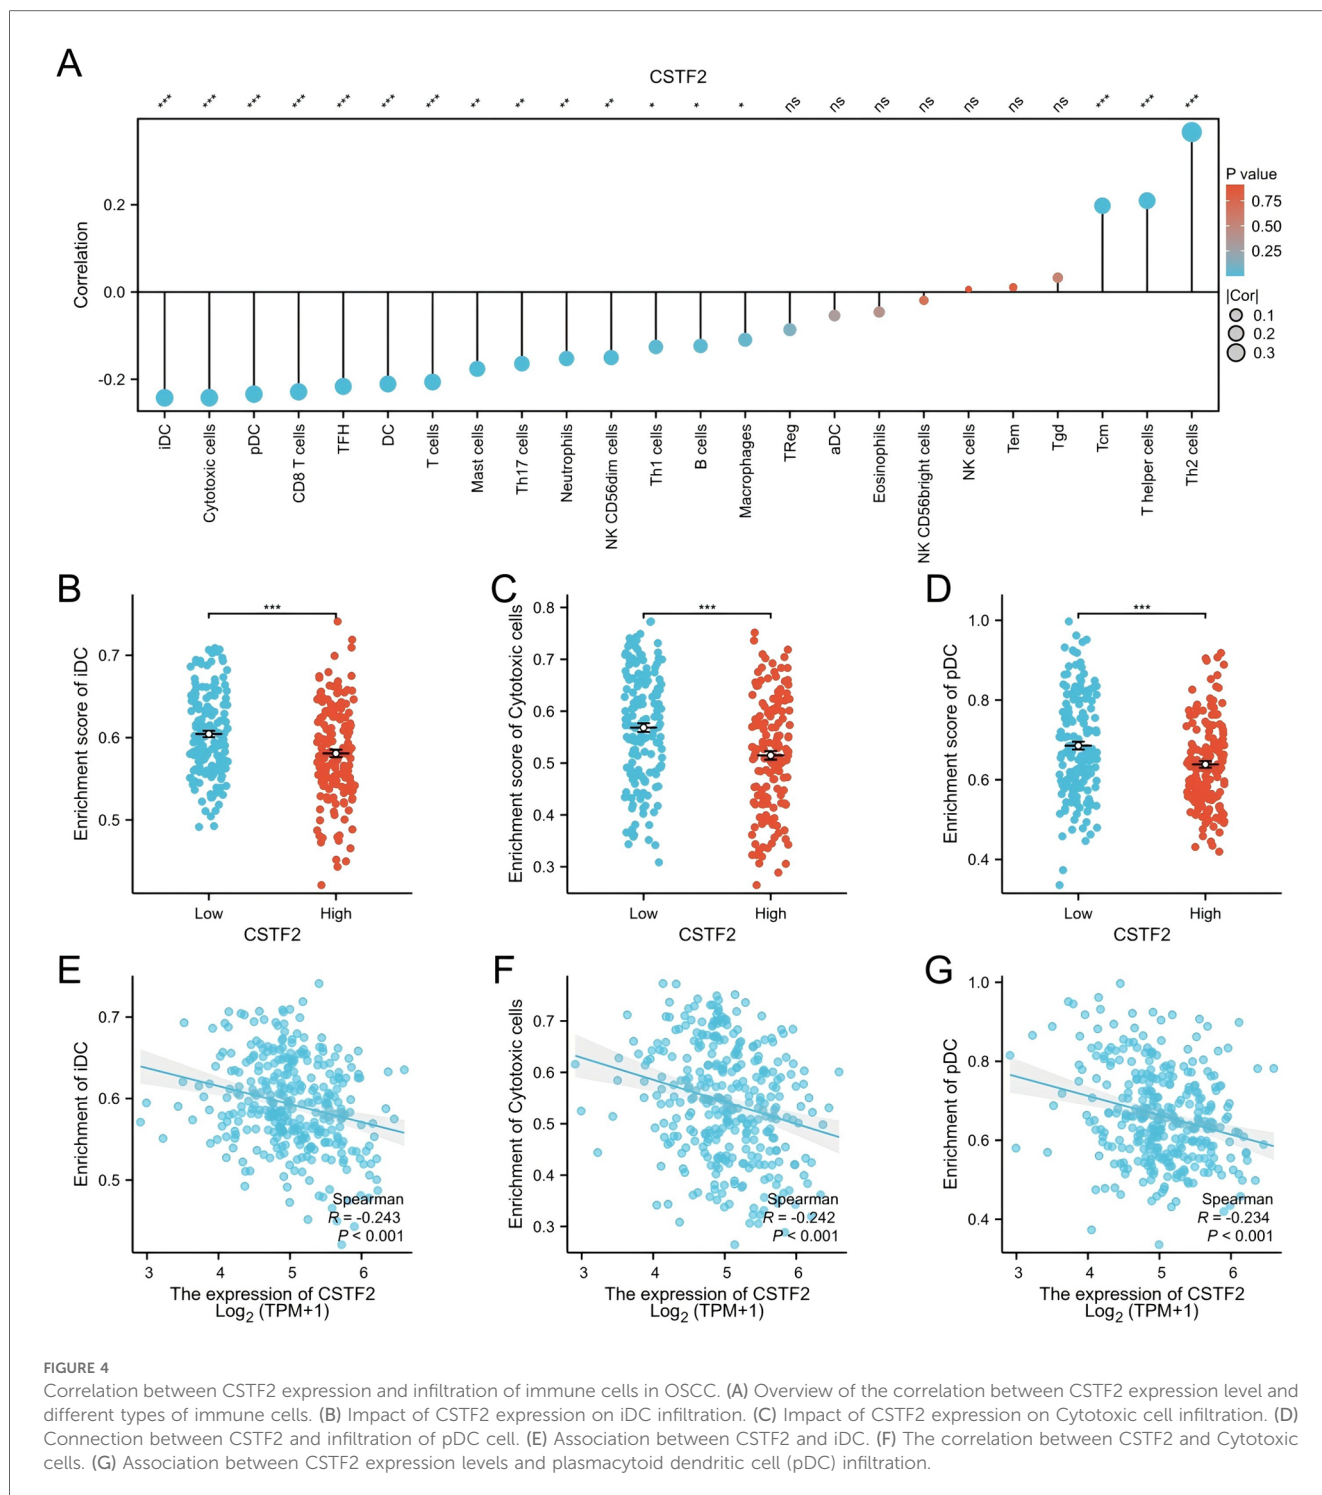 A
CSTF2
*** *** *** *** *** *** *** ** ** ** ** * * * ns ns ns ns ns ns ns *** *** ***
Correlation
0.2
0.0
-0.2
P value
0.75
0.50
0.25
|Cor|
0.1
0.2
0.3
iDC
Cytotoxic cells
pDC
CD8 T cells
TFH
DC
T cells
Mast cells
Th17 cells
Neutrophils
NK CD56dim cells
Th1 cells
B cells
Macrophages
TReg
aDC
Eosinophils
NK CD56bright cells
NK cells
Tem
Tgd
Tcm
T helper cells
Th2 cells
B
***
Enrichment score of iDC
0.7
0.6
0.5
Low High
CSTF2
C
***
Enrichment score of Cytotoxic cells
0.8
0.7
0.6
0.5
0.4
0.3
Low High
CSTF2
D
***
Enrichment score of pDC
1.0
0.8
0.6
0.4
Low High
CSTF2
E
Enrichment of iDC
0.7
0.6
0.5
Spearman
R = -0.243
P < 0.001
3 4 5 6
The expression of CSTF2
Log2 (TPM+1)
F
Enrichment of Cytotoxic cells
0.7
0.6
0.5
0.4
0.3
Spearman
R = -0.242
P < 0.001
3 4 5 6
The expression of CSTF2
Log2 (TPM+1)
G
Enrichment of pDC
1.0
0.8
0.6
0.4
Spearman
R = -0.234
P < 0.001
3 4 5 6
The expression of CSTF2
Log2 (TPM+1)
FIGURE 4
Correlation between CSTF2 expression and infiltration of immune cells in OSCC. (A) Overview of the correlation between CSTF2 expression level and
different types of immune cells. (B) Impact of CSTF2 expression on iDC infiltration. (C) Impact of CSTF2 expression on Cytotoxic cell infiltration. (D)
Connection between CSTF2 and infiltration of pDC cell. (E) Association between CSTF2 and iDC. (F) The correlation between CSTF2 and Cytotoxic
cells. (G) Association between CSTF2 expression levels and plasmacytoid dendritic cell (pDC) infiltration.